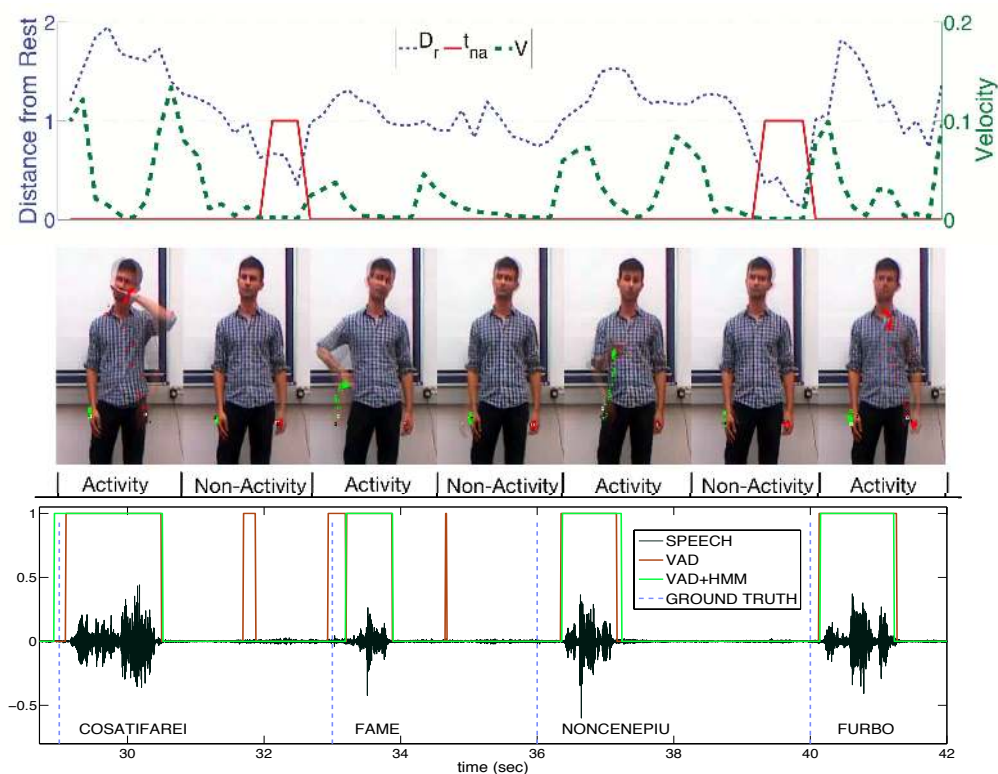 2
0.2
D_r t_na V
Distance from Rest
1
0.1
Velocity
0
0
Activity Non-Activity Activity Non-Activity Activity Non-Activity Activity
1
SPEECH
VAD
0.5
VAD+HMM
GROUND TRUTH
0
−0.5
COSATIFAREI FAME NONCENEPIU FURBO
30 32 34 36 38 40 42
time (sec)